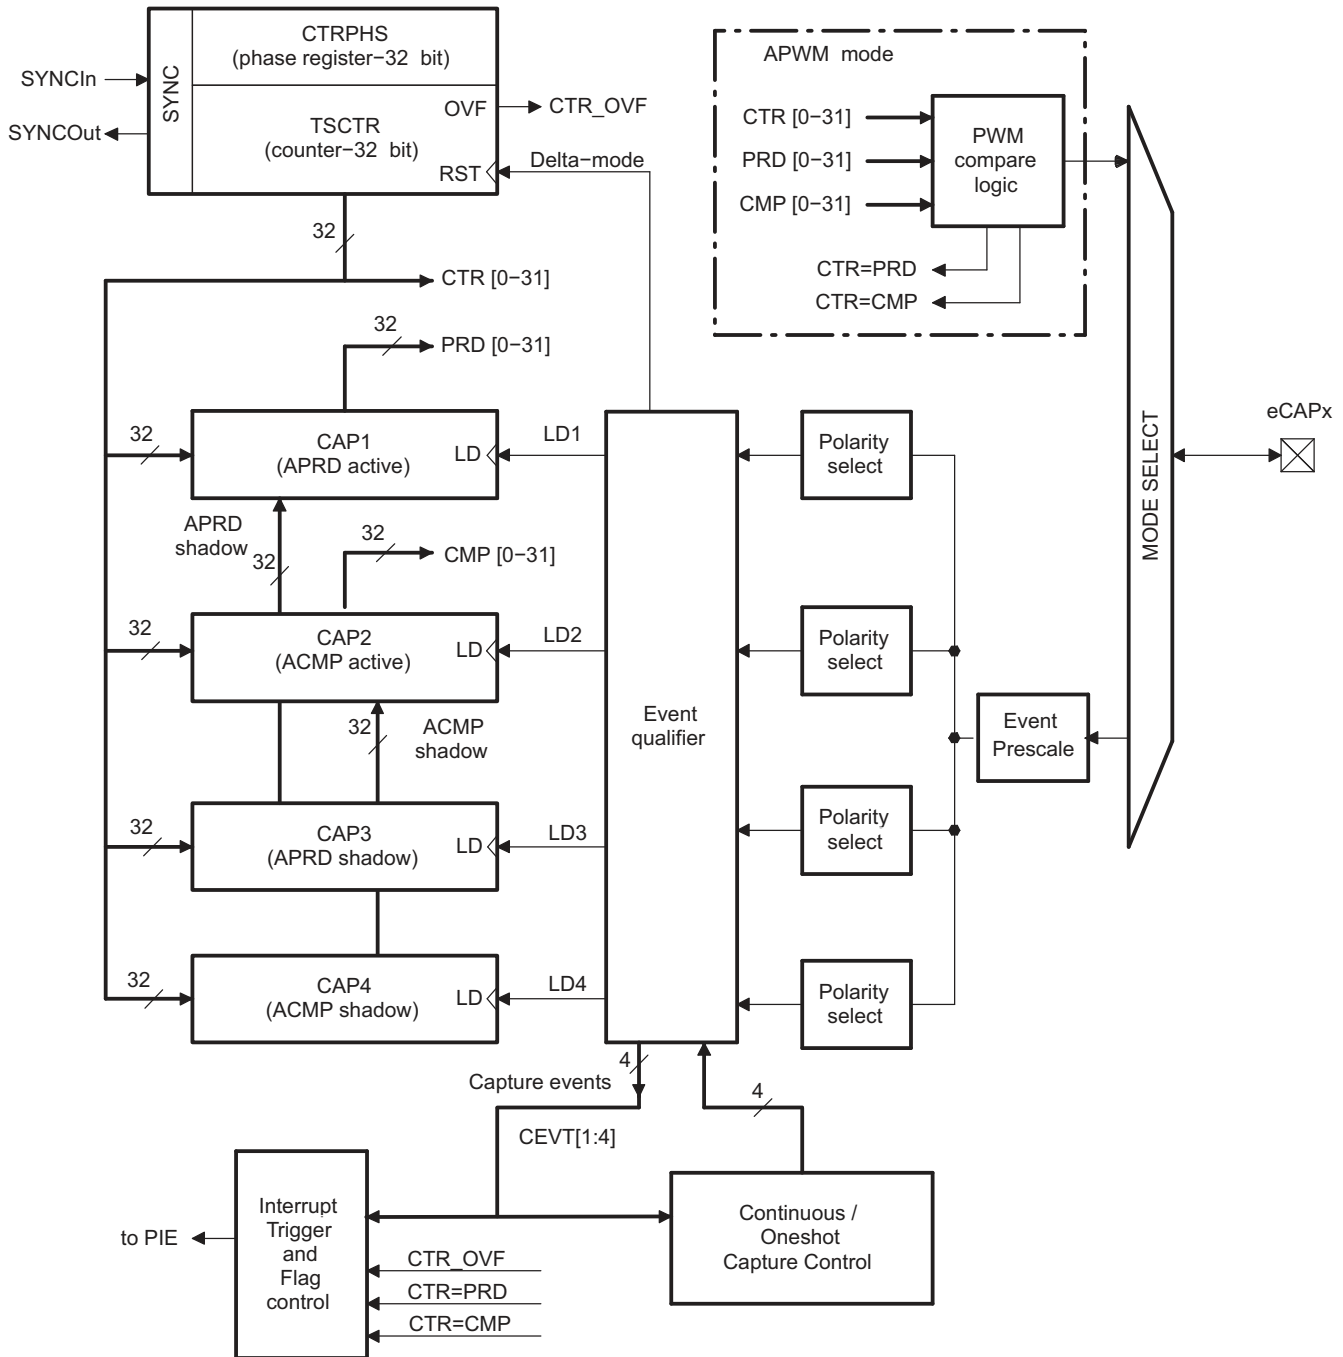 CTRPHS
(phase register−32 bit)
SYNC
SYNCIn
SYNCOut
OVF
CTR_OVF
TSCTR
(counter−32 bit)
RST
Delta−mode
32
CTR [0−31]
32
PRD [0−31]
APWM mode
CTR [0−31]
PRD [0−31]
CMP [0−31]
PWM
compare
logic
CTR=PRD
CTR=CMP
MODE SELECT
eCAPx
32
CAP1
(APRD active)
LD
LD1
Polarity
select
APRD
shadow
32
32
CMP [0−31]
32
CAP2
(ACMP active)
LD
LD2
Polarity
select
32
ACMP
shadow
Event
qualifier
Event
Prescale
32
CAP3
(APRD shadow)
LD
LD3
Polarity
select
32
CAP4
(ACMP shadow)
LD
LD4
Polarity
select
4
Capture events
4
CEVT[1:4]
Interrupt
Trigger
and
Flag
control
to PIE
CTR_OVF
CTR=PRD
CTR=CMP
Continuous /
Oneshot
Capture Control